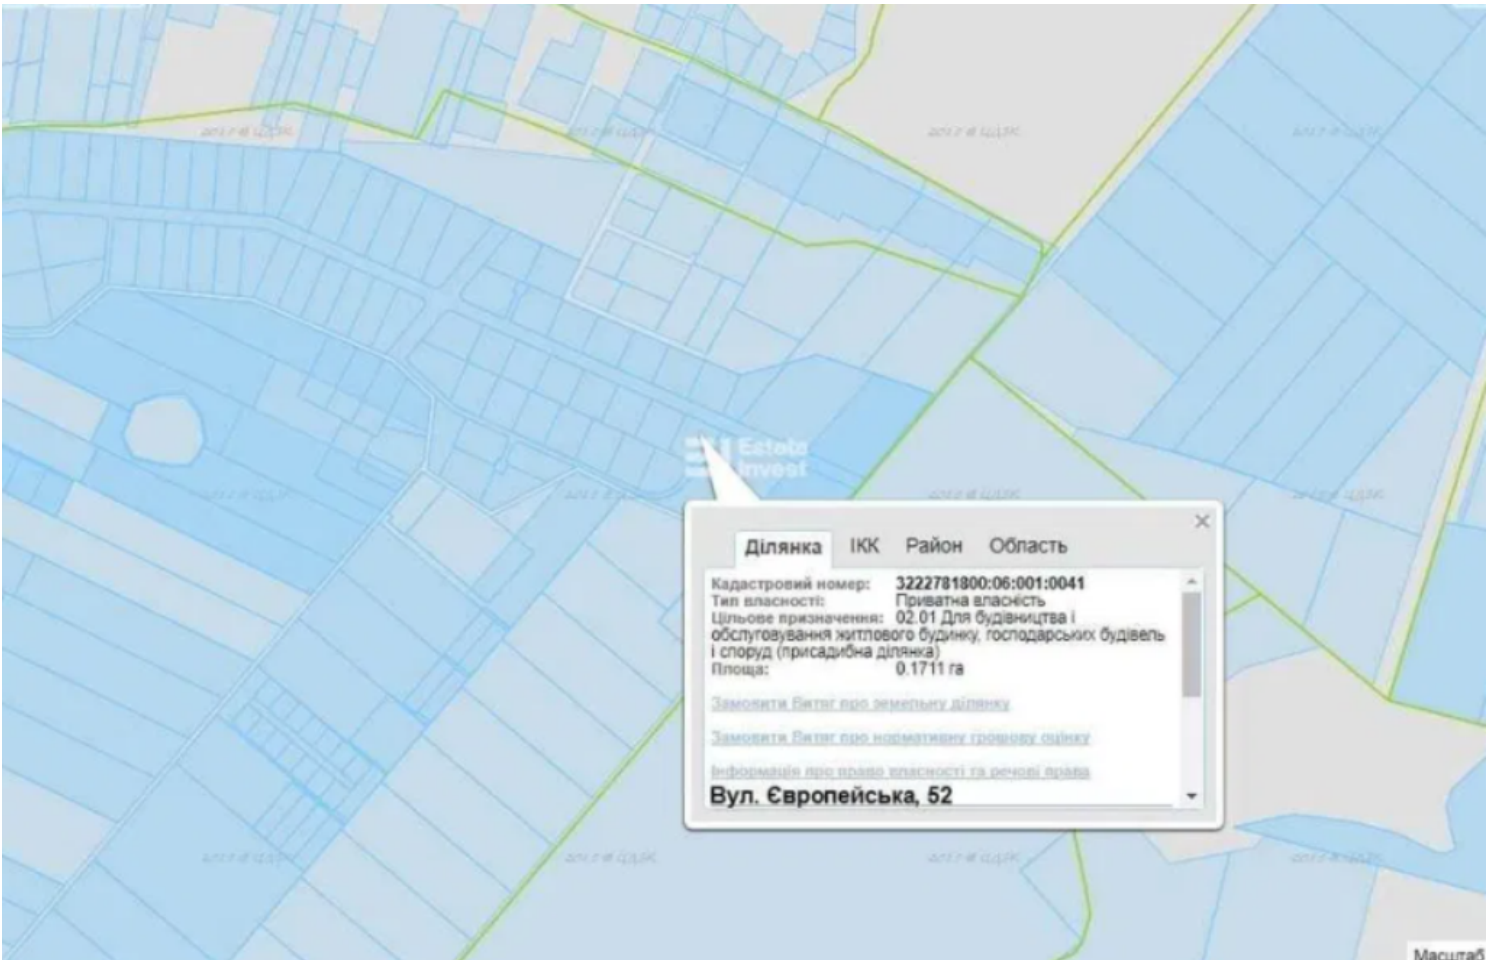 Estate
Invest
Ділянка ІКК Район Область
Кадастровий номер: 3222781800:06:001:0041
Тип власності: Приватна власність
Цільове призначення: 02.01 Для будівництва і
обслуговування житлового будинку, господарських будівель
і споруд (присадибна ділянка)
Площа: 0.1711 га
Замовити Витяг про земельну ділянку
Замовити Витяг про нормативну грошову оцінку
Інформація про право власності та речові права
Вул. Європейська, 52
Масштаб